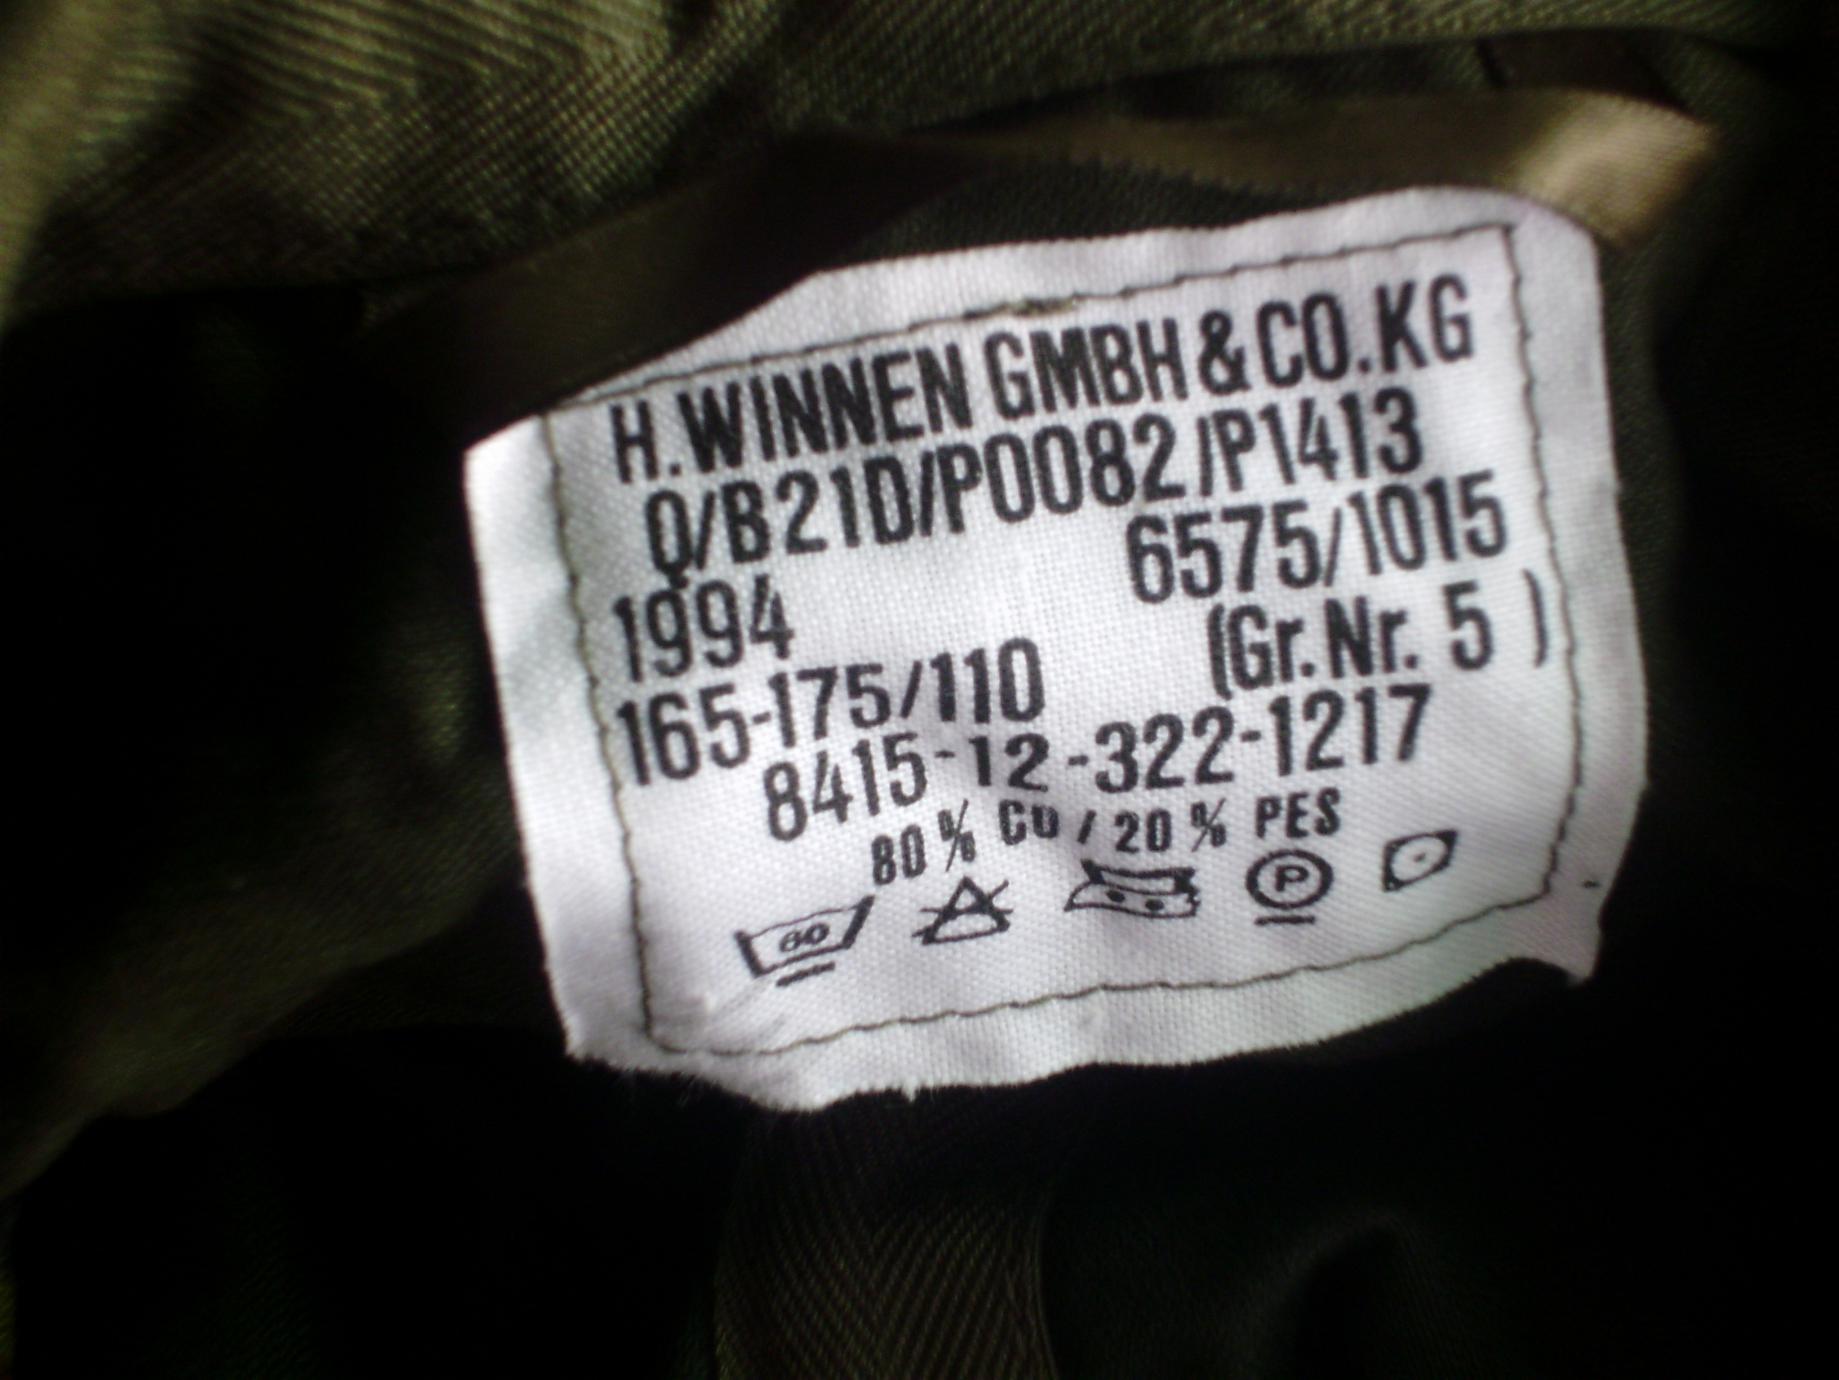 H.WINNEN GMBH & CO.KG
Q/B21D/P0082/P1413
1994 6575/1015
165-175/110 (Gr.Nr. 5 )
8415-12-322-1217
80% CO / 20% PES
60 P